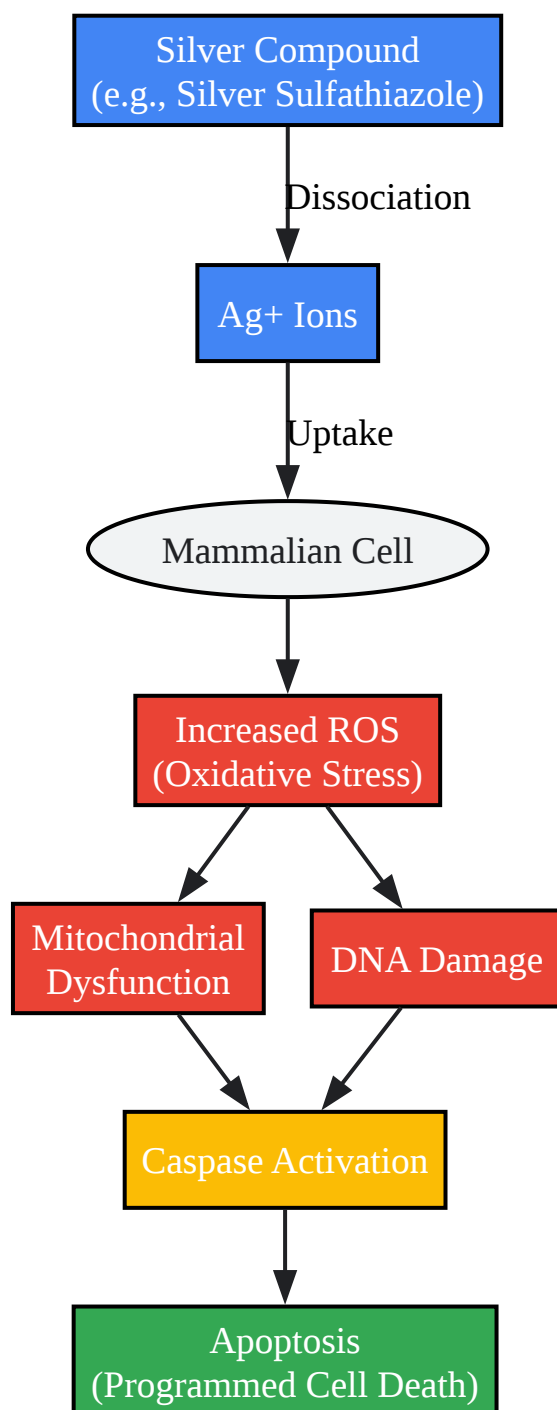 Silver Compound
(e.g., Silver Sulfathiazole)
Dissociation
Ag+ Ions
Uptake
Mammalian Cell
Increased ROS
(Oxidative Stress)
Mitochondrial
Dysfunction
DNA Damage
Caspase Activation
Apoptosis
(Programmed Cell Death)